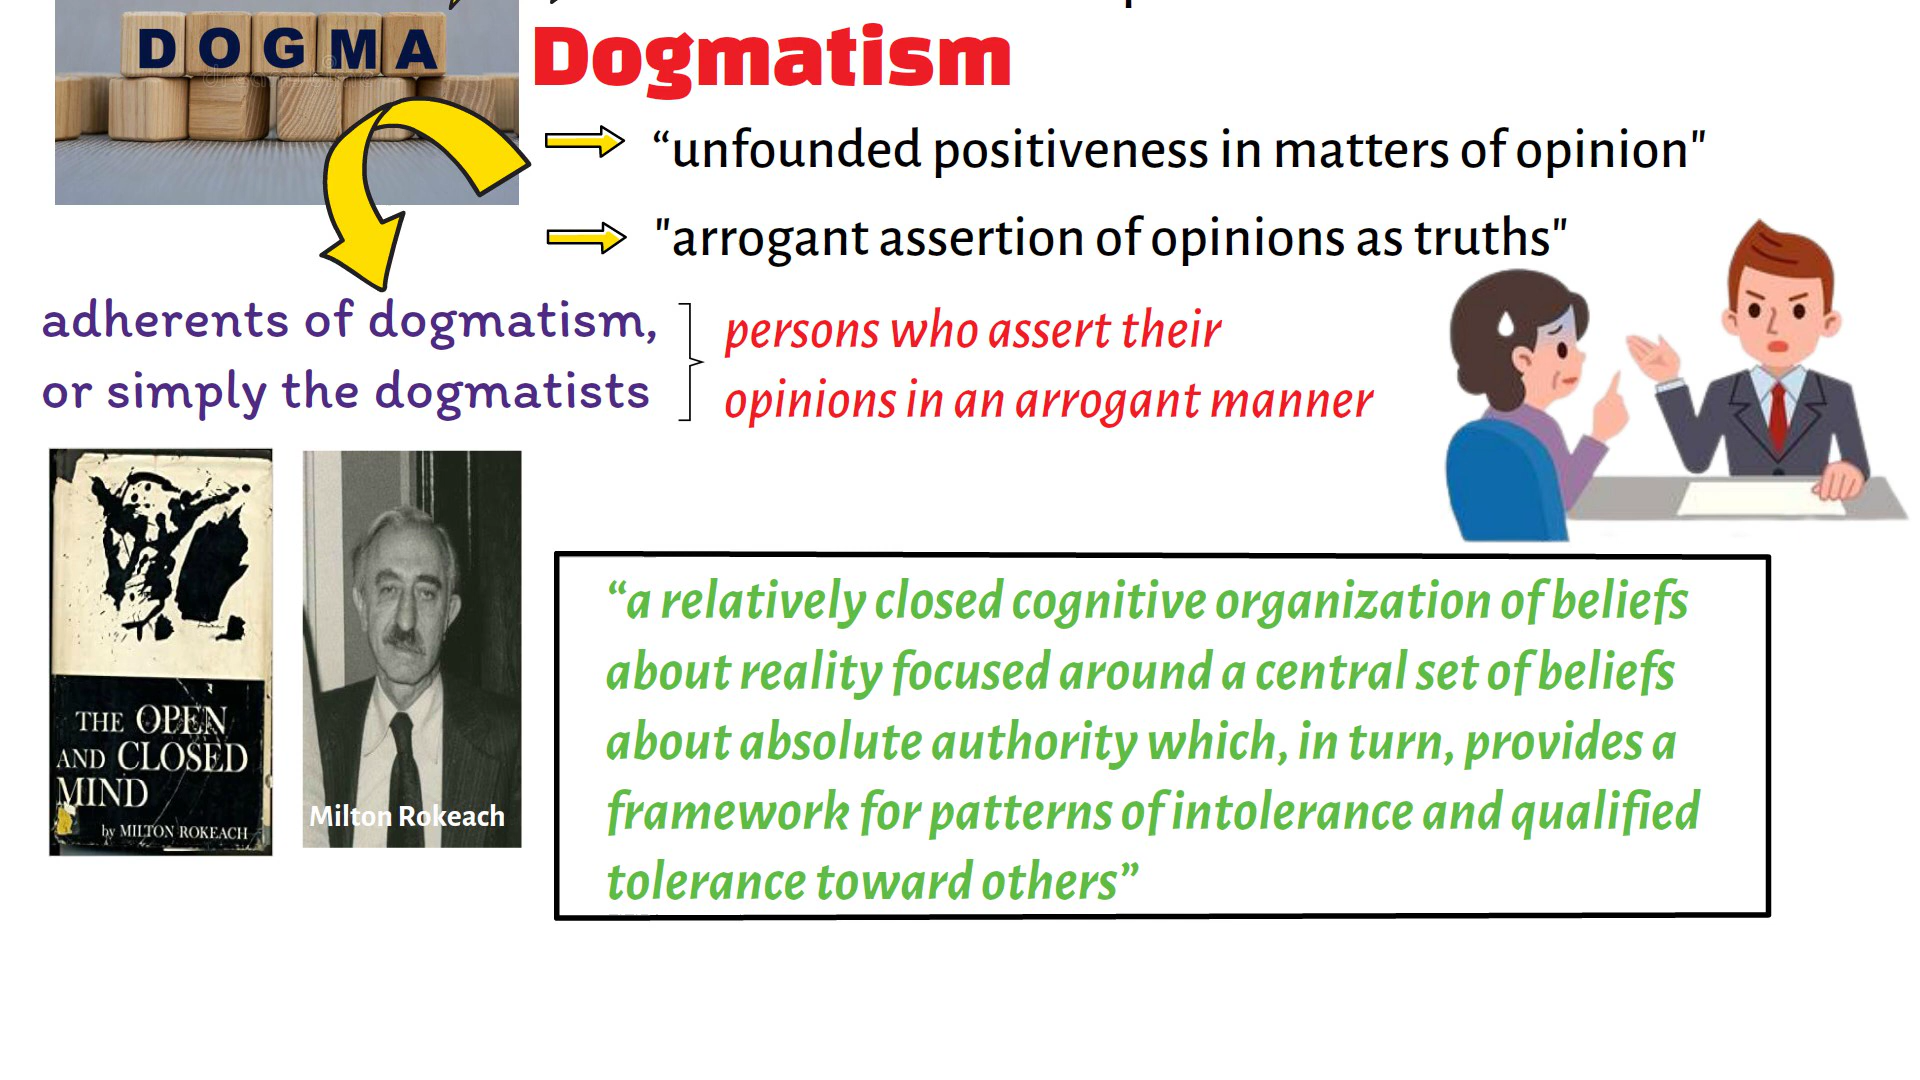 DOGMA
Dogmatism
“unfounded positiveness in matters of opinion"
"arrogant assertion of opinions as truths"
adherents of dogmatism,
or simply the dogmatists
persons who assert their
opinions in an arrogant manner
THE OPEN
AND CLOSED
MIND
by MILTON ROKEACH
Milton Rokeach
“a relatively closed cognitive organization of beliefs
about reality focused around a central set of beliefs
about absolute authority which, in turn, provides a
framework for patterns of intolerance and qualified
tolerance toward others”